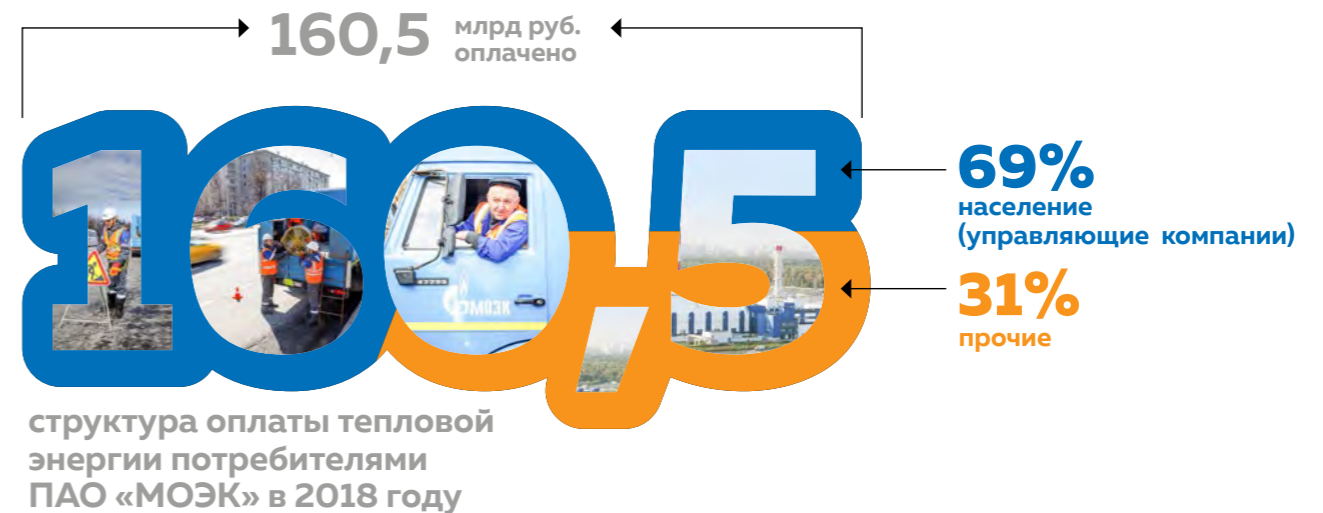 160,5 млрд руб.
оплачено
160,5
МОЭК
69%
население
(управляющие компании)
31%
прочие
структура оплаты тепловой
энергии потребителями
ПАО «МОЭК» в 2018 году